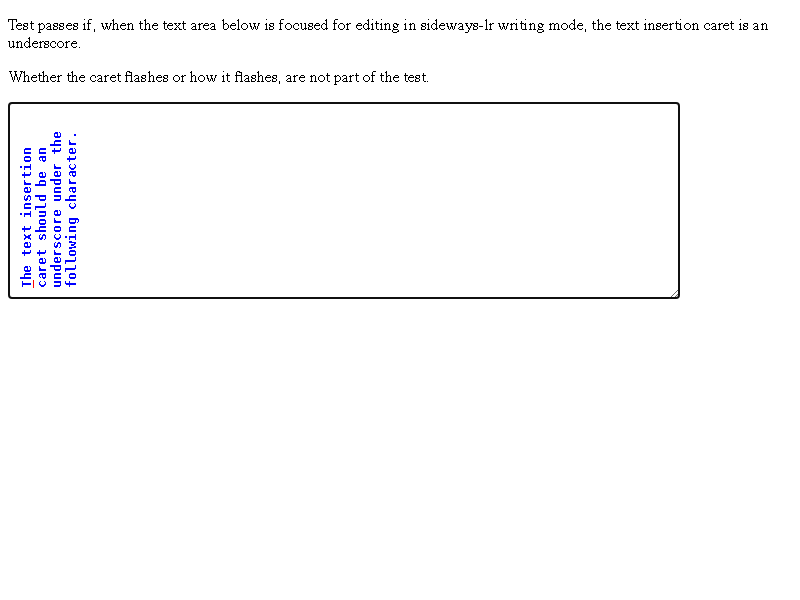 Test passes if, when the text area below is focused for editing in sideways-lr writing mode, the text insertion caret is an
underscore.
Whether the caret flashes or how it flashes, are not part of the test.
The text insertion
caret should be an
underscore under the
following character.